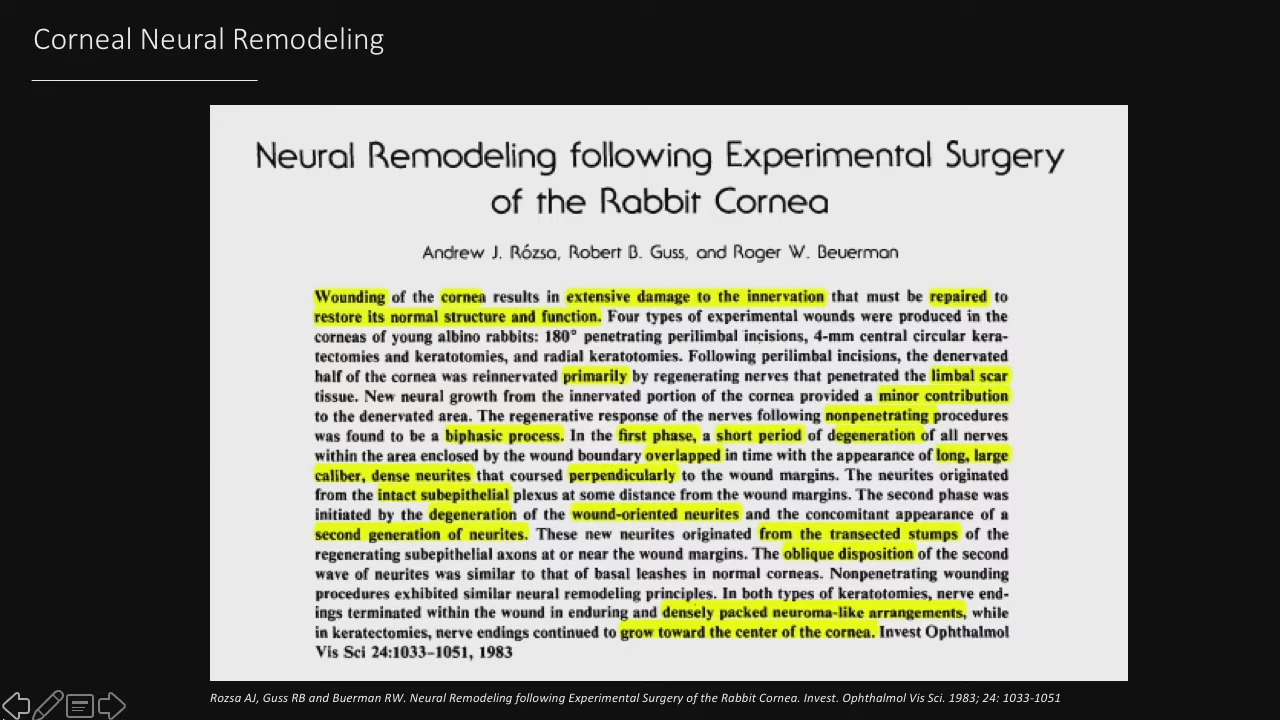 Corneal Neural Remodeling
Neural Remodeling following Experimental Surgery
of the Rabbit Cornea
Andrew J. Rózsa, Robert B. Guss, and Roger W. Beuerman
Wounding of the cornea results in extensive damage to the innervation that must be repaired to
restore its normal structure and function. Four types of experimental wounds were produced in the
corneas of young albino rabbits: 180° penetrating perilimbal incisions, 4-mm central circular kera-
tectomies and keratotomies, and radial keratotomies. Following perilimbal incisions, the denervated
half of the cornea was reinnervated primarily by regenerating nerves that penetrated the limbal scar
tissue. New neural growth from the innervated portion of the cornea provided a minor contribution
to the denervated area. The regenerative response of the nerves following nonpenetrating procedures
was found to be a biphasic process. In the first phase, a short period of degeneration of all nerves
within the area enclosed by the wound boundary overlapped in time with the appearance of long, large
caliber, dense neurites that coursed perpendicularly to the wound margins. The neurites originated
from the intact subepithelial plexus at some distance from the wound margins. The second phase was
initiated by the degeneration of the wound-oriented neurites and the concomitant appearance of a
second generation of neurites. These new neurites originated from the transected stumps of the
regenerating subepithelial axons at or near the wound margins. The oblique disposition of the second
wave of neurites was similar to that of basal leashes in normal corneas. Nonpenetrating wounding
procedures exhibited similar neural remodeling principles. In both types of keratotomies, nerve end-
ings terminated within the wound in enduring and densely packed neuroma-like arrangements, while
in keratectomies, nerve endings continued to grow toward the center of the cornea. Invest Ophthalmol
Vis Sci 24:1033–1051, 1983
Rozsa AJ, Guss RB and Buerman RW. Neural Remodeling following Experimental Surgery of the Rabbit Cornea. Invest. Ophthalmol Vis Sci. 1983; 24: 1033-1051